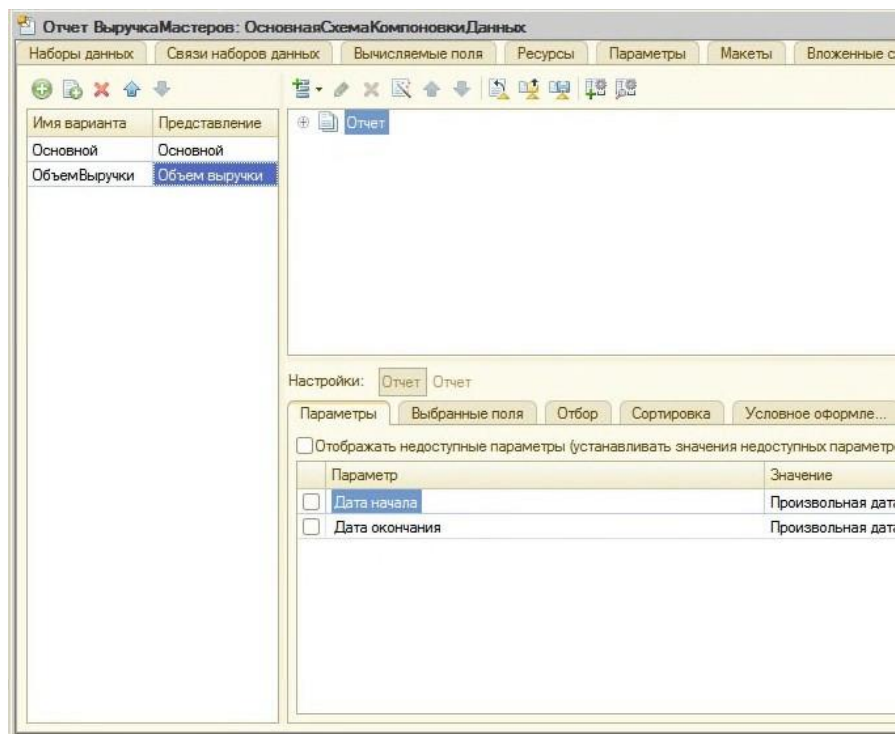 Отчет ВыручкаМастеров: ОсновнаяСхемаКомпоновкиДанных
Наборы данных Связи наборов данных Вычисляемые поля Ресурсы Параметры Макеты Вложенные с
Имя варианта Представление
Основной Основной
ОбъемВыручки Объем выручки
Отчет
Настройки: Отчет Отчет
Параметры Выбранные поля Отбор Сортировка Условное оформле...
Отображать недоступные параметры (устанавливать значения недоступных параметр
Параметр Значение
Дата начала Произвольная дата
Дата окончания Произвольная дата